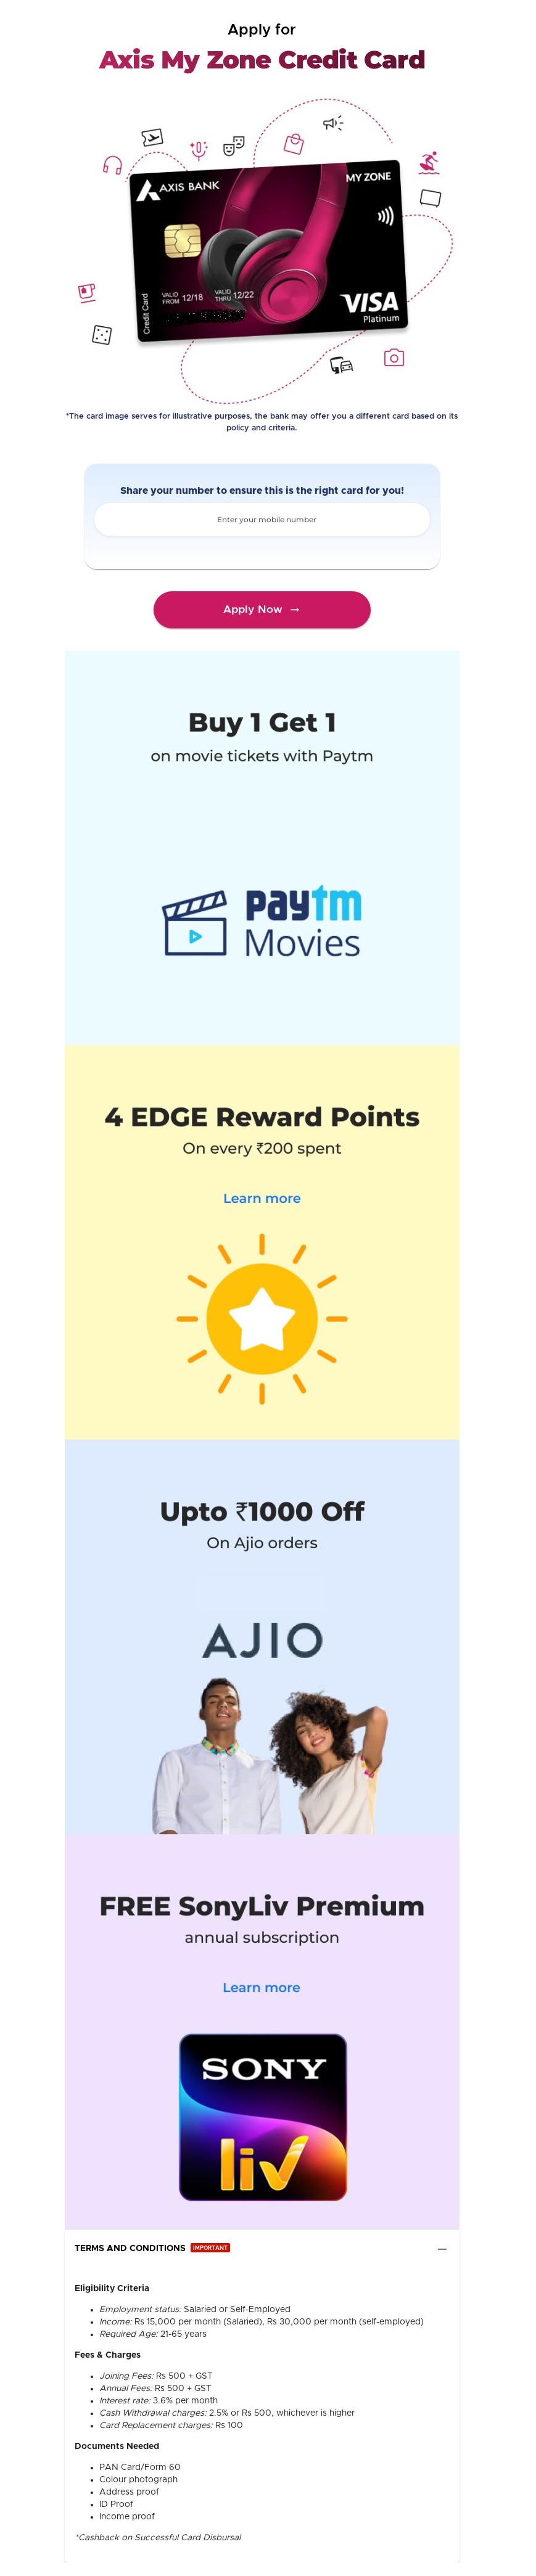 Apply for
Axis My Zone Credit Card
AXIS BANK
MY ZONE
VALID FROM 12/18 VALID THRU 12/22
Credit Card
VISA
Platinum
*The card image serves for illustrative purposes, the bank may offer you a different card based on its
policy and criteria.
Share your number to ensure this is the right card for you!
Enter your mobile number
Apply Now →
Buy 1 Get 1
on movie tickets with Paytm
paytm
Movies
4 EDGE Reward Points
On every ₹200 spent
Learn more
Upto ₹1000 Off
On Ajio orders
AJIO
FREE SonyLiv Premium
annual subscription
Learn more
SONY
liv
TERMS AND CONDITIONS IMPORTANT
Eligibility Criteria
• Employment status: Salaried or Self-Employed
• Income: Rs 15,000 per month (Salaried), Rs 30,000 per month (self-employed)
• Required Age: 21-65 years
Fees & Charges
• Joining Fees: Rs 500 + GST
• Annual Fees: Rs 500 + GST
• Interest rate: 3.6% per month
• Cash Withdrawal charges: 2.5% or Rs 500, whichever is higher
• Card Replacement charges: Rs 100
Documents Needed
• PAN Card/Form 60
• Colour photograph
• Address proof
• ID Proof
• Income proof
*Cashback on Successful Card Disbursal